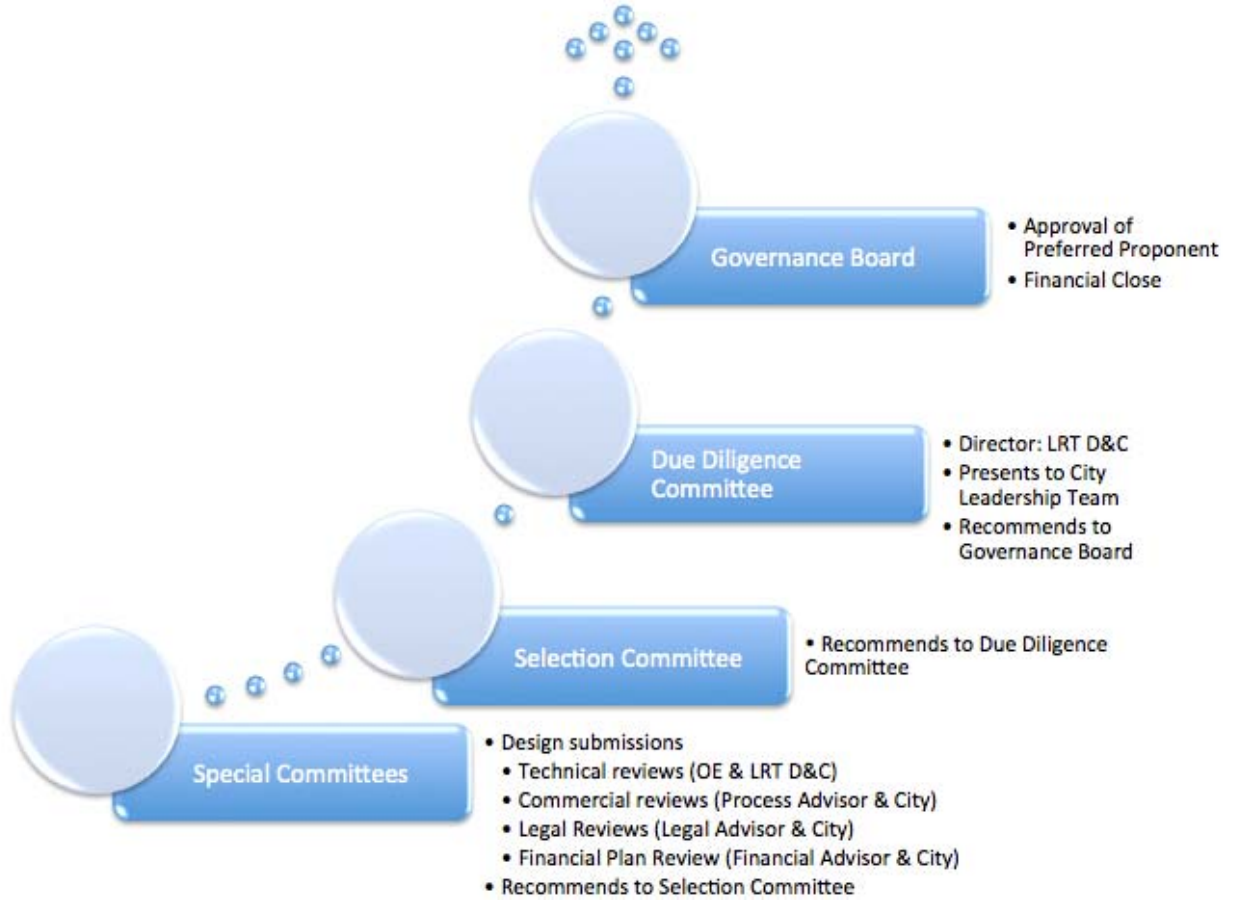 Governance Board
• Approval of
Preferred Proponent
• Financial Close
Due Diligence
Committee
• Director: LRT D&C
• Presents to City
Leadership Team
• Recommends to
Governance Board
Selection Committee
• Recommends to Due Diligence
Committee
Special Committees
• Design submissions
• Technical reviews (OE & LRT D&C)
• Commercial reviews (Process Advisor & City)
• Legal Reviews (Legal Advisor & City)
• Financial Plan Review (Financial Advisor & City)
• Recommends to Selection Committee